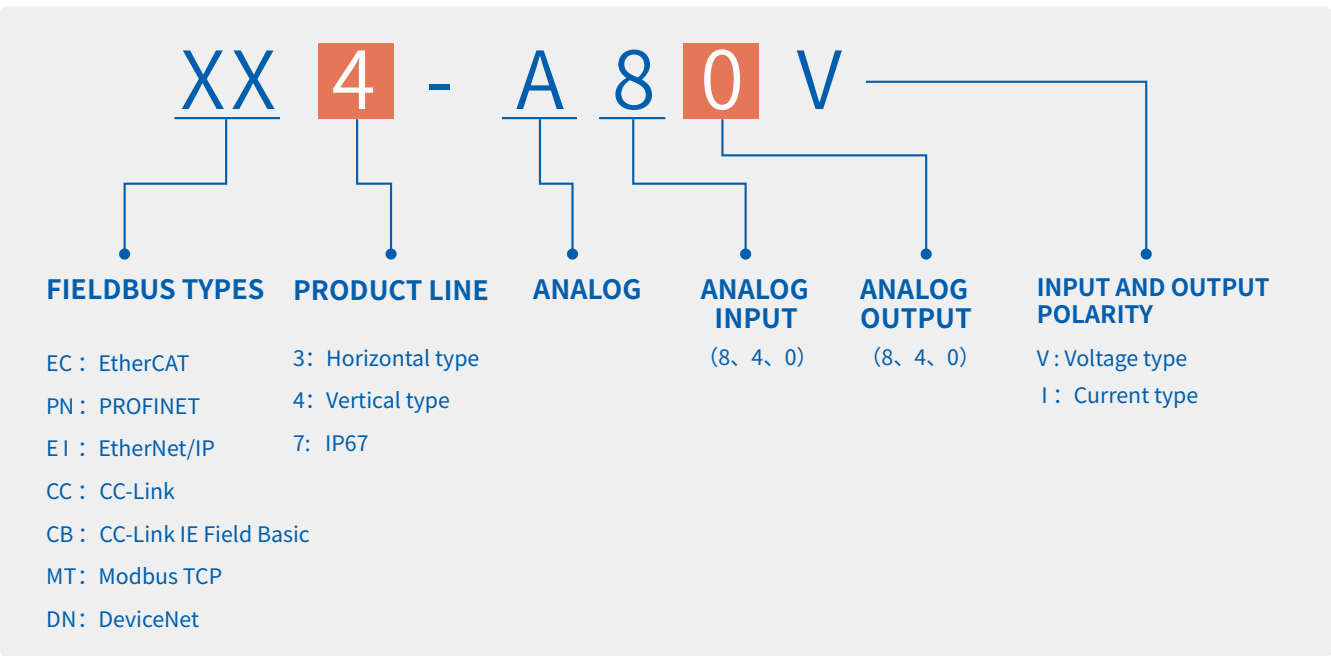 XX 4 - A 8 0 V
FIELDBUS TYPES
EC： EtherCAT
PN： PROFINET
EI： EtherNet/IP
CC： CC-Link
CB： CC-Link IE Field Basic
MT： Modbus TCP
DN： DeviceNet
PRODUCT LINE
3： Horizontal type
4： Vertical type
7: IP67
ANALOG
ANALOG
INPUT
（8、4、0）
ANALOG
OUTPUT
（8、4、0）
INPUT AND OUTPUT
POLARITY
V : Voltage type
I： Current type